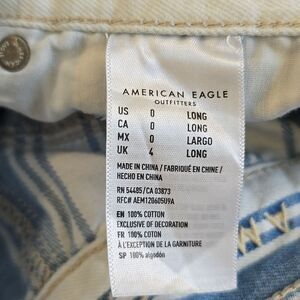 AMERICAN EAGLE
OUTFITTERS
US 0 LONG
CA 0 LONG
MX 0 LARGO
UK 4 LONG
MADE IN CHINA / FABRIQUÉ EN CHINE /
HECHO EN CHINA
RN 54485/CA 03873
RFC# AEM120605U9A
EN 100% COTTON
EXCLUSIVE OF DECORATION
FR 100% COTON
À L'EXCEPTION DE LA GARNITURE
SP 100% algodón